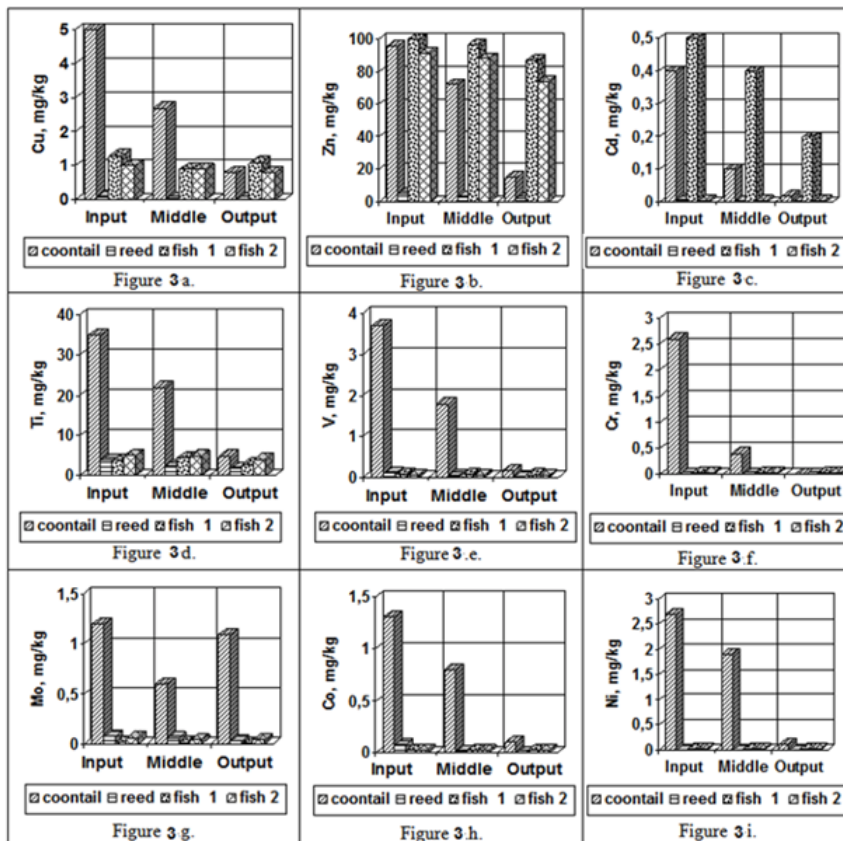 Cu, mg/kg
5
4
3
2
1
0
Input Middle Output
coontail reed fish 1 fish 2
Figure 3 a.
Zn, mg/kg
100
80
60
40
20
0
Input Middle Output
coontail reed fish 1 fish 2
Figure 3 b.
Cd, mg/kg
0,5
0,4
0,3
0,2
0,1
0
Input Middle Output
coontail reed fish 1 fish 2
Figure 3 c.
Ti, mg/kg
40
30
20
10
0
Input Middle Output
coontail reed fish 1 fish 2
Figure 3 d.
V, mg/kg
4
3
2
1
0
Input Middle Output
coontail reed fish 1 fish 2
Figure 3 .e.
Cr, mg/kg
3
2,5
2
1,5
1
0,5
0
Input Middle Output
coontail reed fish 1 fish 2
Figure 3 .f.
Mo, mg/kg
1,5
1
0,5
0
Input Middle Output
coontail reed fish 1 fish 2
Figure 3 g.
Co, mg/kg
1,5
1
0,5
0
Input Middle Output
coontail reed fish 1 fish 2
Figure 3 .h.
Ni, mg/kg
3
2,5
2
1,5
1
0,5
0
Input Middle Output
coontail reed fish 1 fish 2
Figure 3 i.